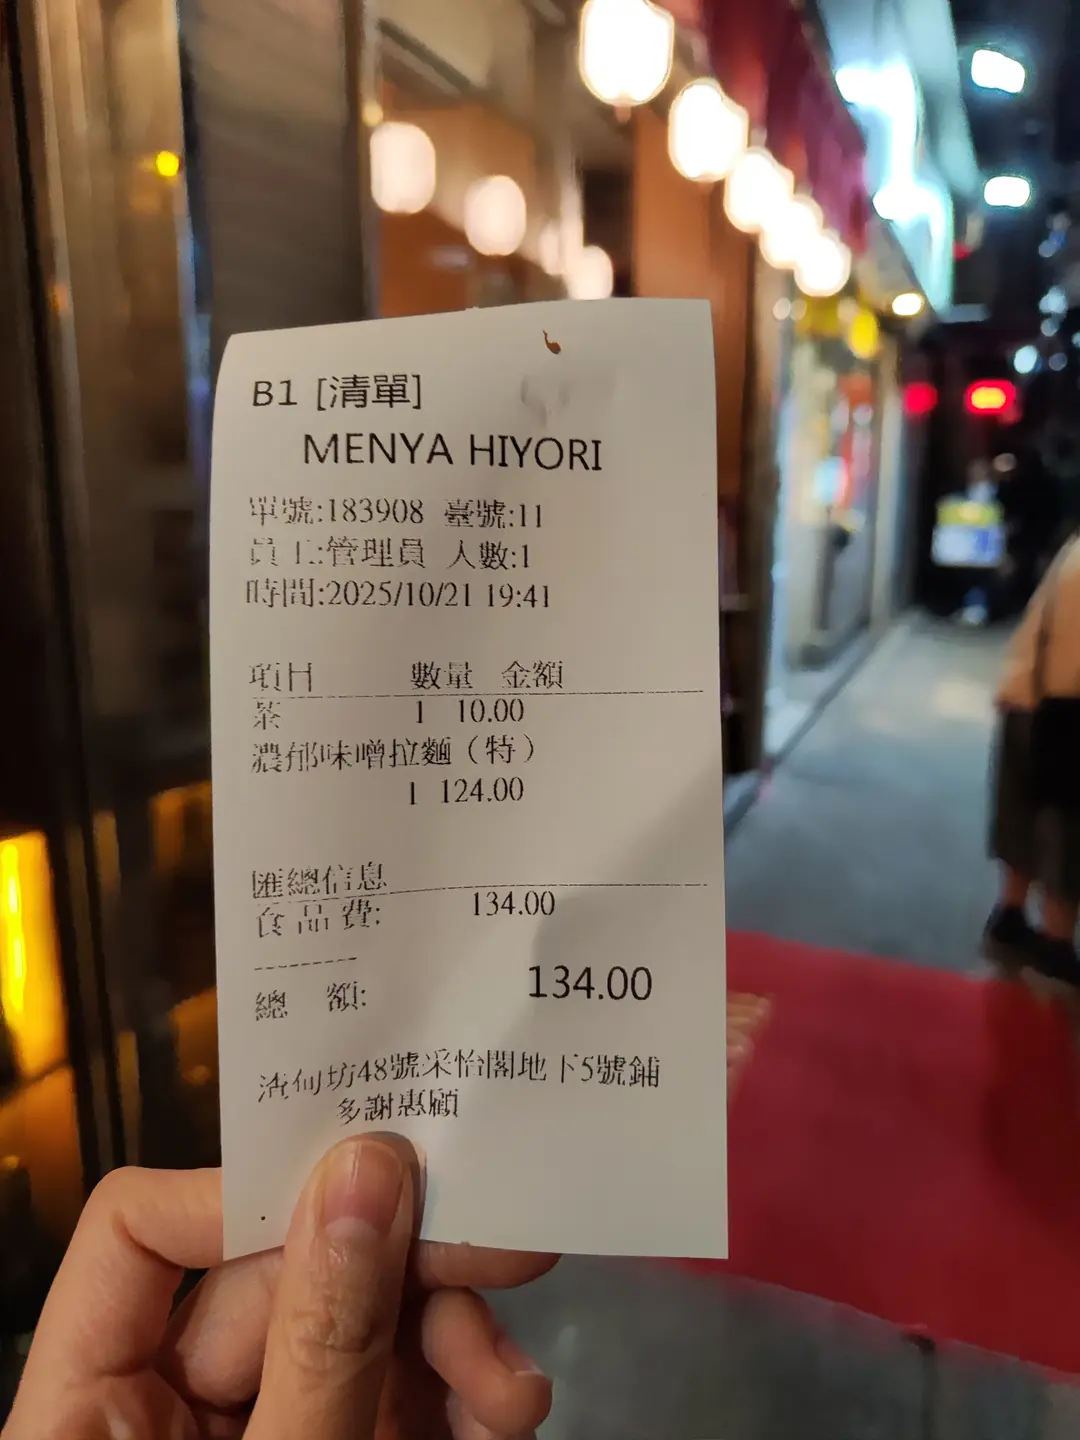 B1 [清單]
MENYA HIYORI
單號:183908 臺號:11
員工:管理員 人數:1
時間:2025/10/21 19:41
項目 數量 金額
茶 1 10.00
濃郁味噌拉麵（特）
1 124.00
匯總信息
食品費: 134.00
---------
總 額: 134.00
渣甸坊48號采怡閣地下5號鋪
多謝惠顧